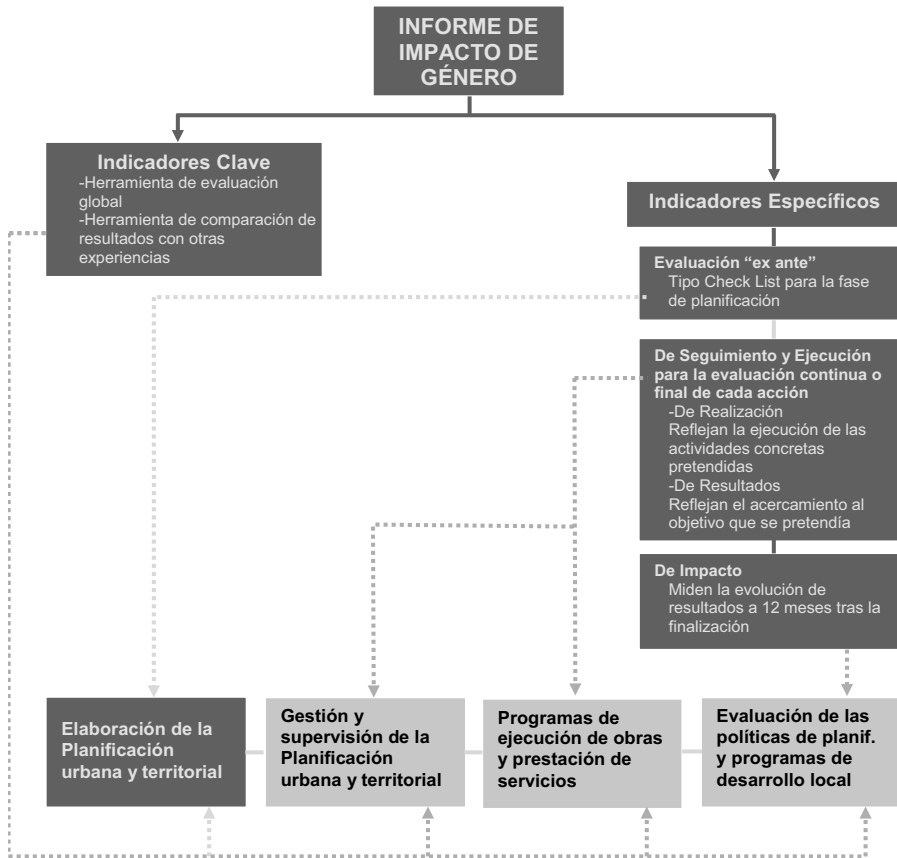 INFORME DE
IMPACTO DE
GÉNERO
Indicadores Clave
-Herramienta de evaluación
global
-Herramienta de comparación de
resultados con otras
experiencias
Indicadores Específicos
Evaluación “ex ante”
Tipo Check List para la fase
de planificación
De Seguimiento y Ejecución
para la evaluación continua o
final de cada acción
-De Realización
Reflejan la ejecución de las
actividades concretas
pretendidas
-De Resultados
Reflejan el acercamiento al
objetivo que se pretendía
De Impacto
Miden la evolución de
resultados a 12 meses tras la
finalización
Elaboración de la
Planificación
urbana y territorial
Gestión y
supervisión de la
Planificación
urbana y territorial
Programas de
ejecución de obras
y prestación de
servicios
Evaluación de las
políticas de planif.
y programas de
desarrollo local